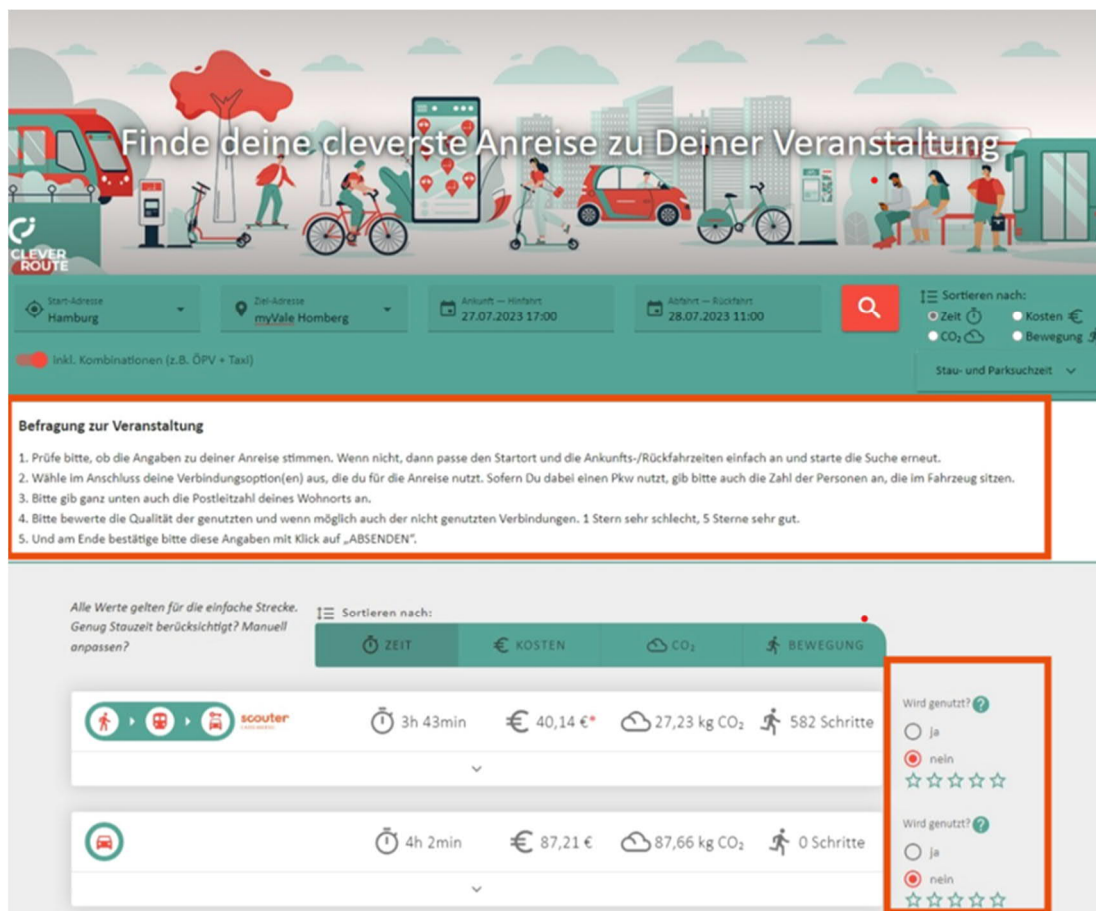 Finde deine cleverste Anreise zu Deiner Veranstaltung
CLEVER
ROUTE
Start-Adresse
Hamburg
Ziel-Adresse
myVale Homberg
Ankunft — Hinfahrt
27.07.2023 17:00
Abfahrt — Rückfahrt
28.07.2023 11:00
Sortieren nach:
Zeit
Kosten €
CO₂
Bewegung
Inkl. Kombinationen (z.B. ÖPV + Taxi)
Stau- und Parksuchzeit
Befragung zur Veranstaltung
1. Prüfe bitte, ob die Angaben zu deiner Anreise stimmen. Wenn nicht, dann passe den Startort und die Ankunfts-/Rückfahrzeiten einfach an und starte die Suche erneut.
2. Wähle im Anschluss deine Verbindungsoption(en) aus, die du für die Anreise nutzt. Sofern Du dabei einen Pkw nutzt, gib bitte auch die Zahl der Personen an, die im Fahrzeug sitzen.
3. Bitte gib ganz unten auch die Postleitzahl deines Wohnorts an.
4. Bitte bewerte die Qualität der genutzten und wenn möglich auch der nicht genutzten Verbindungen. 1 Stern sehr schlecht, 5 Sterne sehr gut.
5. Und am Ende bestätige bitte diese Angaben mit Klick auf „ABSENDEN“.
Alle Werte gelten für die einfache Strecke.
Genug Stauzeit berücksichtigt? Manuell
anpassen?
Sortieren nach:
ZEIT
€ KOSTEN
CO₂
BEWEGUNG
scouter
3h 43min
€ 40,14 €*
27,23 kg CO₂
582 Schritte
Wird genutzt? ?
ja
nein
4h 2min
€ 87,21 €
87,66 kg CO₂
0 Schritte
Wird genutzt? ?
ja
nein